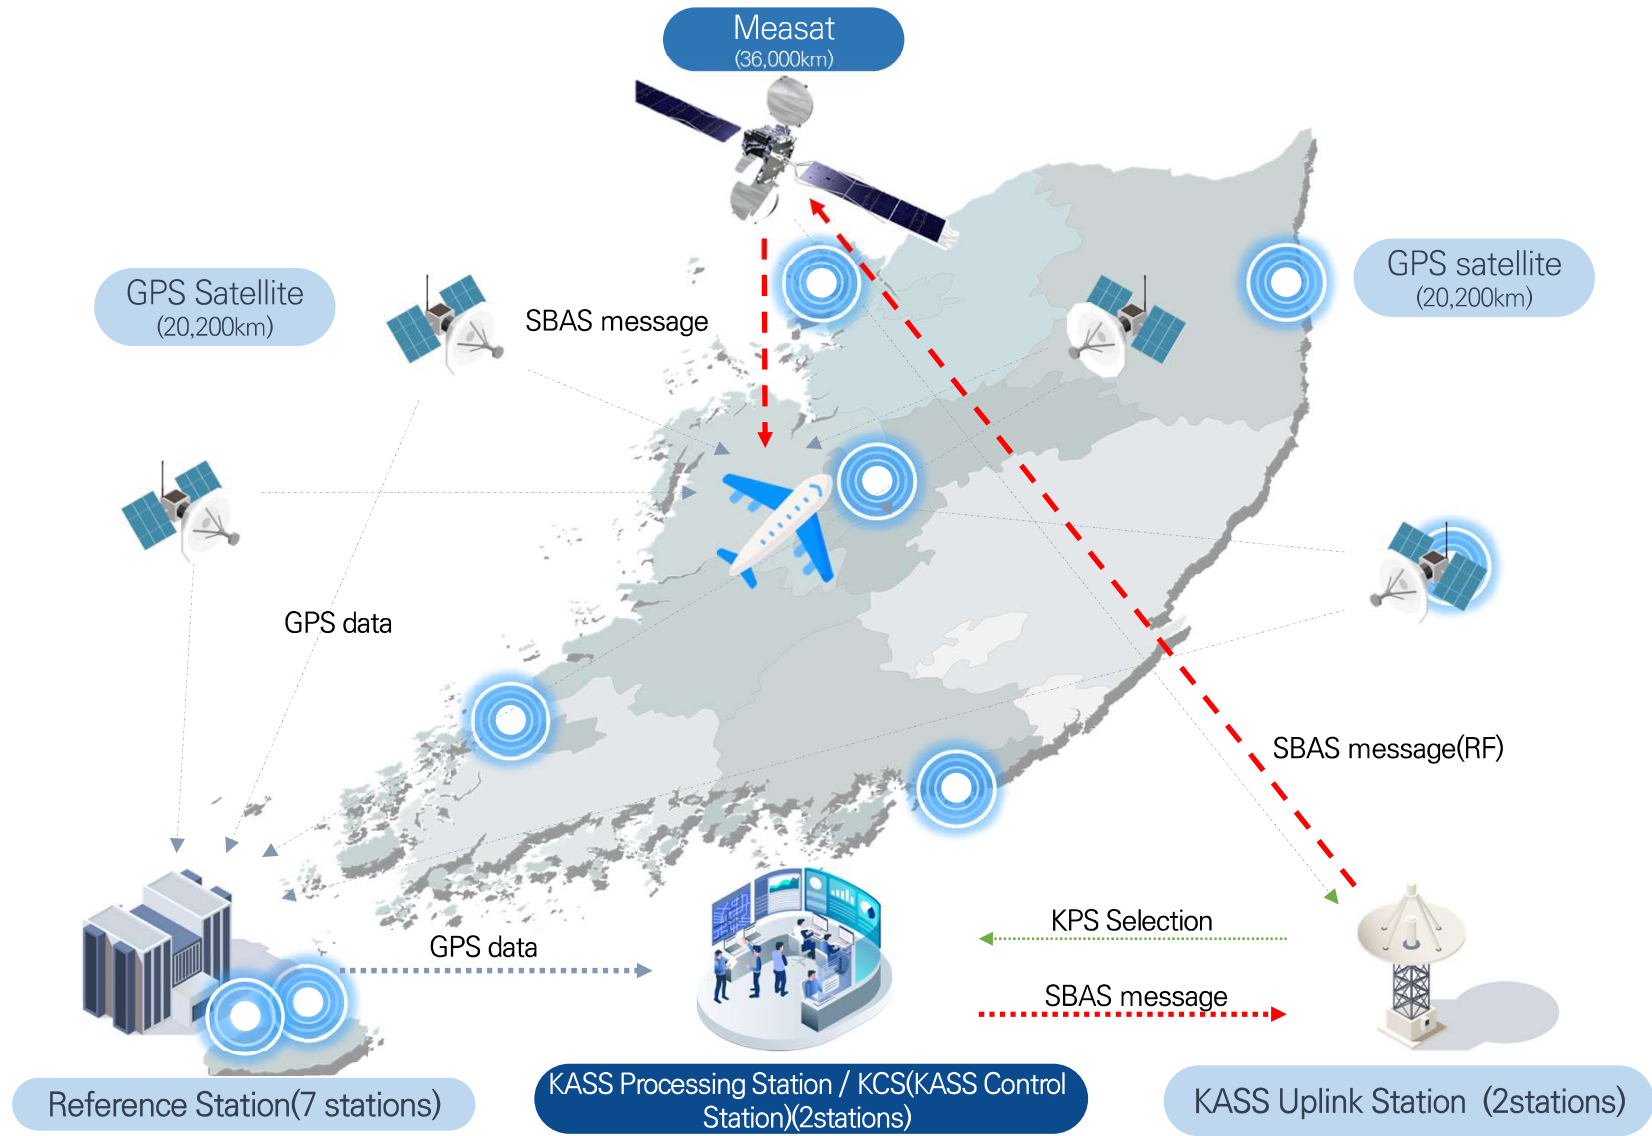 Measat
(36,000km)
GPS Satellite
(20,200km)
GPS satellite
(20,200km)
SBAS message
GPS data
SBAS message(RF)
GPS data
KPS Selection
SBAS message
Reference Station(7 stations)
KASS Processing Station / KCS(KASS Control
Station)(2stations)
KASS Uplink Station (2stations)